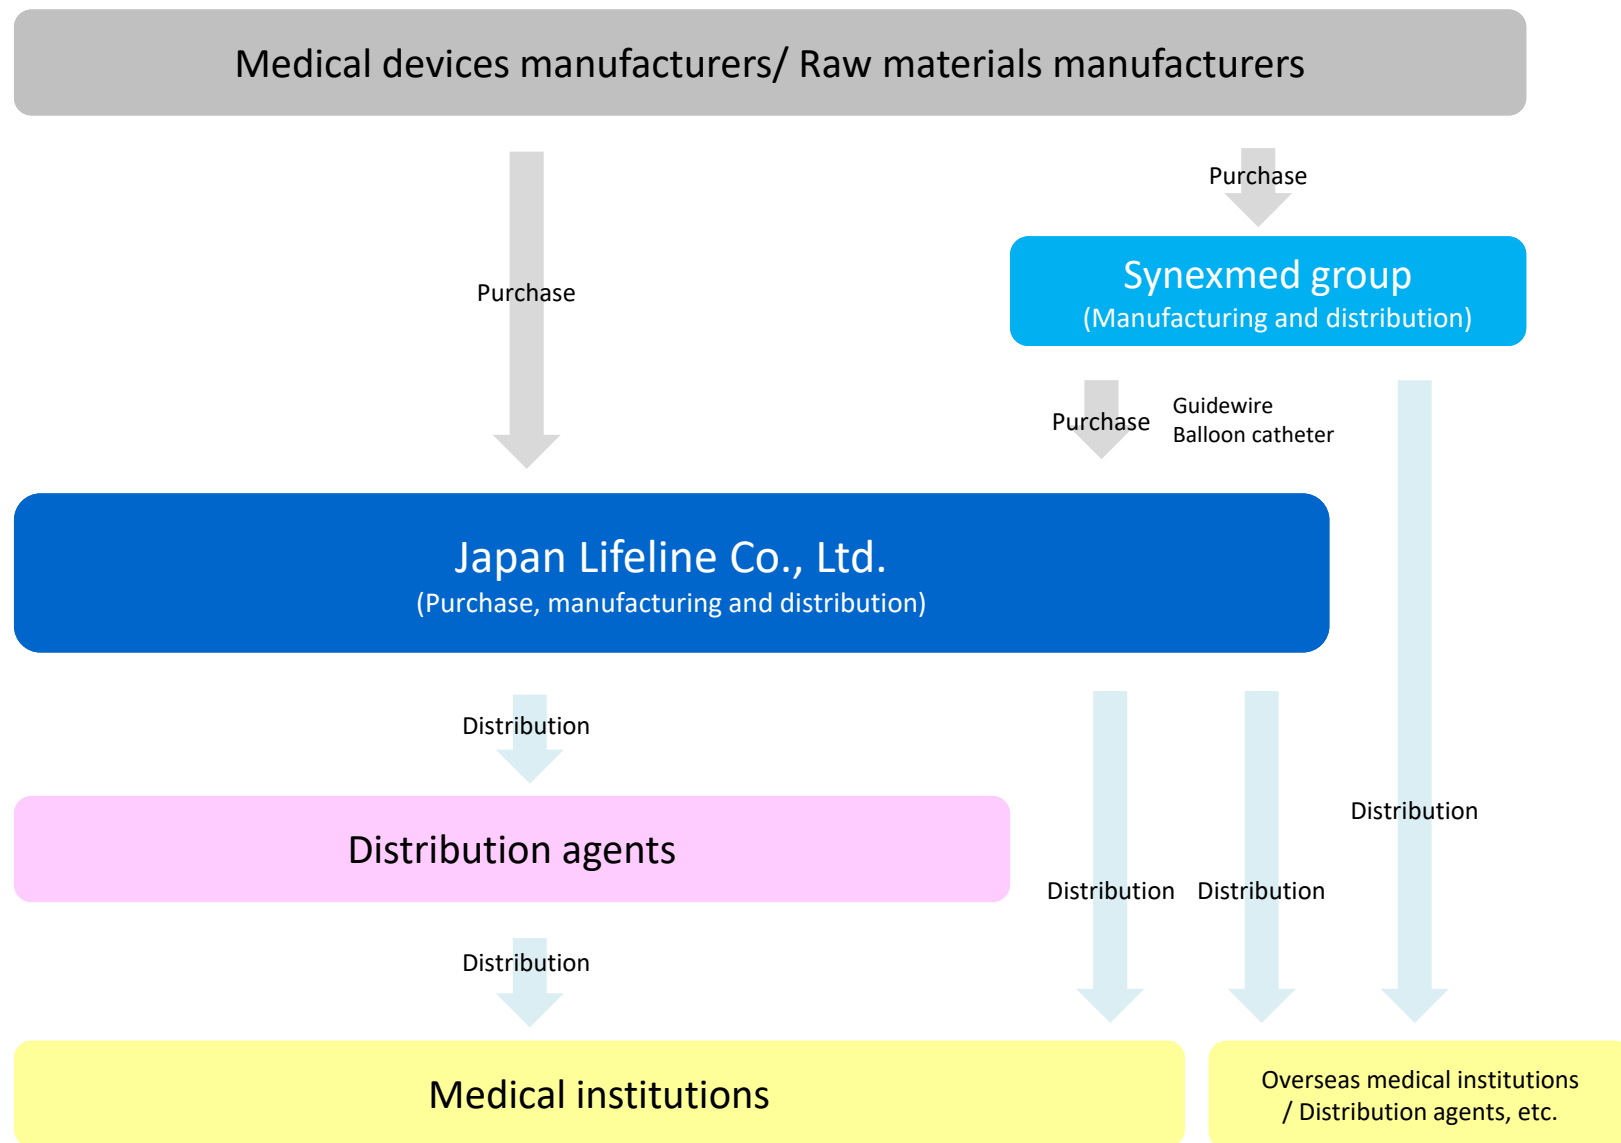 Medical devices manufacturers/ Raw materials manufacturers
Purchase
Purchase
Synexmed group
(Manufacturing and distribution)
Purchase
Guidewire
Balloon catheter
Japan Lifeline Co., Ltd.
(Purchase, manufacturing and distribution)
Distribution
Distribution agents
Distribution
Distribution
Distribution
Distribution
Medical institutions
Overseas medical institutions
/ Distribution agents, etc.